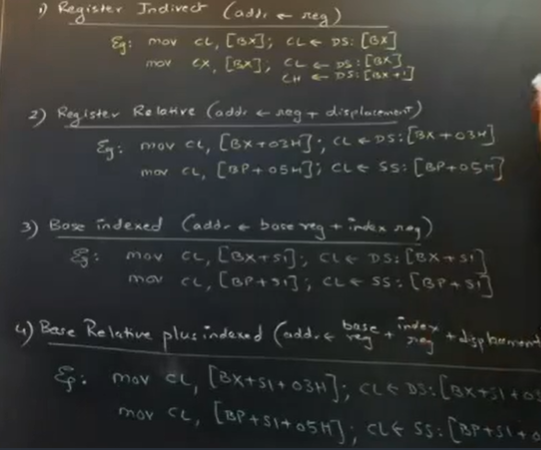 1) Register Indirect (addr ← reg)
Eg: mov CL, [BX]; CL ← DS:[BX]
mov CX, [BX]; CL ← DS:[BX]
CH ← DS:[BX+1]
2) Register Relative (addr ← reg + displacement)
Eg: mov CL, [BX+03H]; CL ← DS:[BX+03H]
mov CL, [BP+05H]; CL ← SS:[BP+05H]
3) Base indexed (addr ← base reg + index reg)
Eg: mov CL, [BX+SI]; CL ← DS:[BX+SI]
mov CL, [BP+SI]; CL ← SS:[BP+SI]
4) Base Relative plus indexed (addr ← base reg + index reg + displacement
Eg: mov CL, [BX+SI+03H]; CL ← DS:[BX+SI+03
mov CL, [BP+SI+05H]; CL ← SS:[BP+SI+0